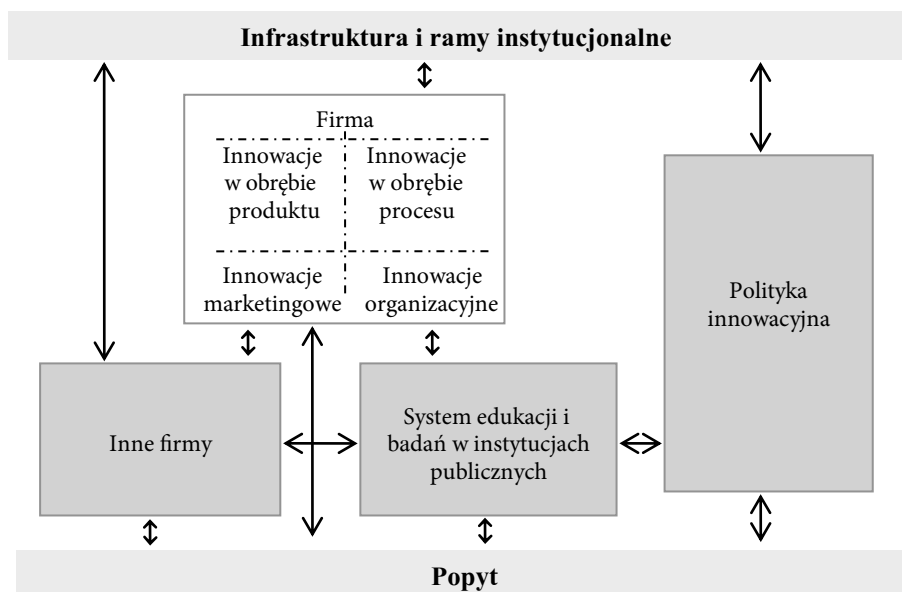 Infrastruktura i ramy instytucjonalne
Firma
Innowacje
w obrębie
produktu
Innowacje
w obrębie
procesu
Innowacje
marketingowe
Innowacje
organizacyjne
Polityka
innowacyjna
Inne firmy
System edukacji i
badań w instytucjach
publicznych
Popyt